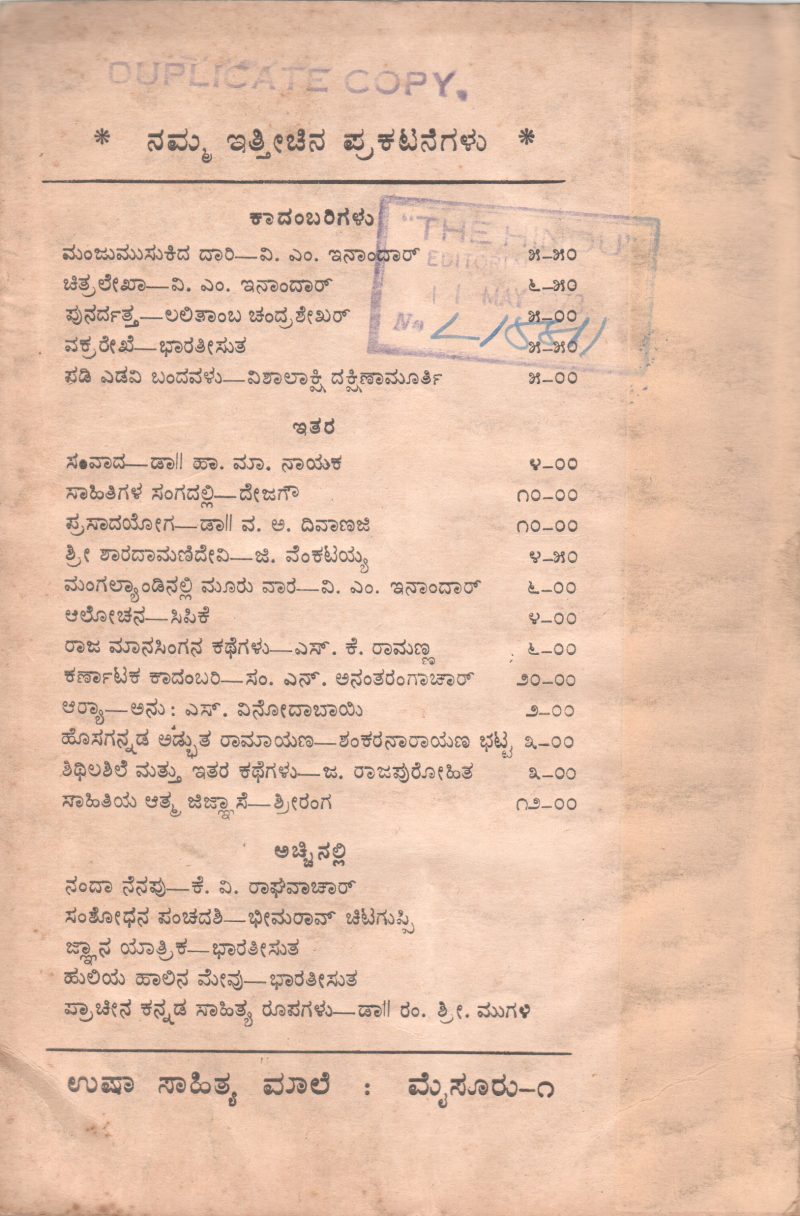 DUPLICATE COPY.
* ನಮ್ಮ ಇತ್ತೀಚಿನ ಪ್ರಕಟನೆಗಳು *
ಕಾದಂಬರಿಗಳು
"THE HINDU"
EDITORIAL
11 MAY
No L-18811
ಮಂಜುಮುಸುಕಿದ ದಾರಿ—ವಿ. ಎಂ. ಇನಾಂದಾರ್ ೫-೫೦
ಚಿತ್ರಲೇಖಾ—ವಿ. ಎಂ. ಇನಾಂದಾರ್ ೬-೫೦
ಪುನರ್ದತ್ತ—ಲಲಿತಾಂಬ ಚಂದ್ರಶೇಖರ್ ೫-೦೦
ವಕ್ರರೇಖೆ—ಭಾರತೀಸುತ ೫-೫೦
ಪಡಿ ಎಡವಿ ಬಂದವಳು—ವಿಶಾಲಾಕ್ಷಿ ದಕ್ಷಿಣಾಮೂರ್ತಿ ೫-೦೦
ಇತರ
ಸಂವಾದ—ಡಾ|| ಹಾ. ಮಾ. ನಾಯಕ ೪-೦೦
ಸಾಹಿತಿಗಳ ಸಂಗದಲ್ಲಿ—ದೇಜಗೌ ೧೦-೦೦
ಪ್ರಸಾದಯೋಗ—ಡಾ|| ವ. ಅ. ದಿವಾಣಜಿ ೧೦-೦೦
ಶ್ರೀ ಶಾರದಾಮಣಿದೇವಿ—ಜಿ. ವೆಂಕಟಯ್ಯ ೪-೫೦
ಮಂಗಲ್ಯಾಂಡಿನಲ್ಲಿ ಮೂರು ವಾರ—ವಿ. ಎಂ. ಇನಾಂದಾರ್ ೬-೦೦
ಆಲೋಚನ—ಸಿಪಿಕೆ ೪-೦೦
ರಾಜ ಮಾನಸಿಂಗನ ಕಥೆಗಳು—ಎಸ್. ಕೆ. ರಾಮಣ್ಣ ೬-೦೦
ಕರ್ಣಾಟಕ ಕಾದಂಬರಿ—ಸಂ. ಎನ್. ಅನಂತರಂಗಾಚಾರ್ ೨೦-೦೦
ಆರ‍್ಯಾ—ಅನು : ಎಸ್. ವಿನೋದಾಬಾಯಿ ೨-೦೦
ಹೊಸಗನ್ನಡ ಅಡ್ಭುತ ರಾಮಾಯಣ—ಶಂಕರನಾರಾಯಣ ಭಟ್ಟ ೩-೦೦
ಶಿಥಿಲಶಿಲೆ ಮತ್ತು ಇತರ ಕಥೆಗಳು—ಜ. ರಾಜಪುರೋಹಿತ ೩-೦೦
ಸಾಹಿತಿಯ ಆತ್ಮ ಜಿಜ್ಞಾಸೆ—ಶ್ರೀರಂಗ ೧೨-೦೦
ಅಚ್ಚಿನಲ್ಲಿ
ನಂದಾ ನೆನಪು—ಕೆ. ವಿ. ರಾಘವಾಚಾರ್
ಸಂಶೋಧನ ಪಂಚದಶಿ—ಭೀಮರಾವ್ ಚಿಟಗುಪ್ಪಿ
ಜ್ಞಾನ ಯಾತ್ರಿಕ—ಭಾರತೀಸುತ
ಹುಲಿಯ ಹಾಲಿನ ಮೇವು—ಭಾರತೀಸುತ
ಪ್ರಾಚೀನ ಕನ್ನಡ ಸಾಹಿತ್ಯ ರೂಪಗಳು—ಡಾ|| ರಂ. ಶ್ರೀ. ಮುಗಳಿ
ಉಷಾ ಸಾಹಿತ್ಯ ಮಾಲೆ : ಮೈಸೂರು-೧